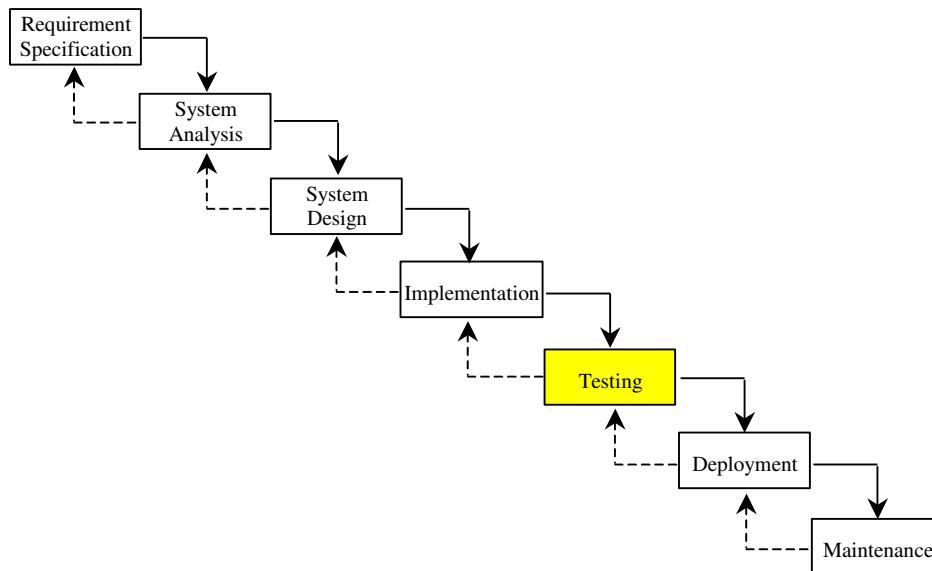 Requirement
Specification
System
Analysis
System
Design
Implementation
Testing
Deployment
Maintenance